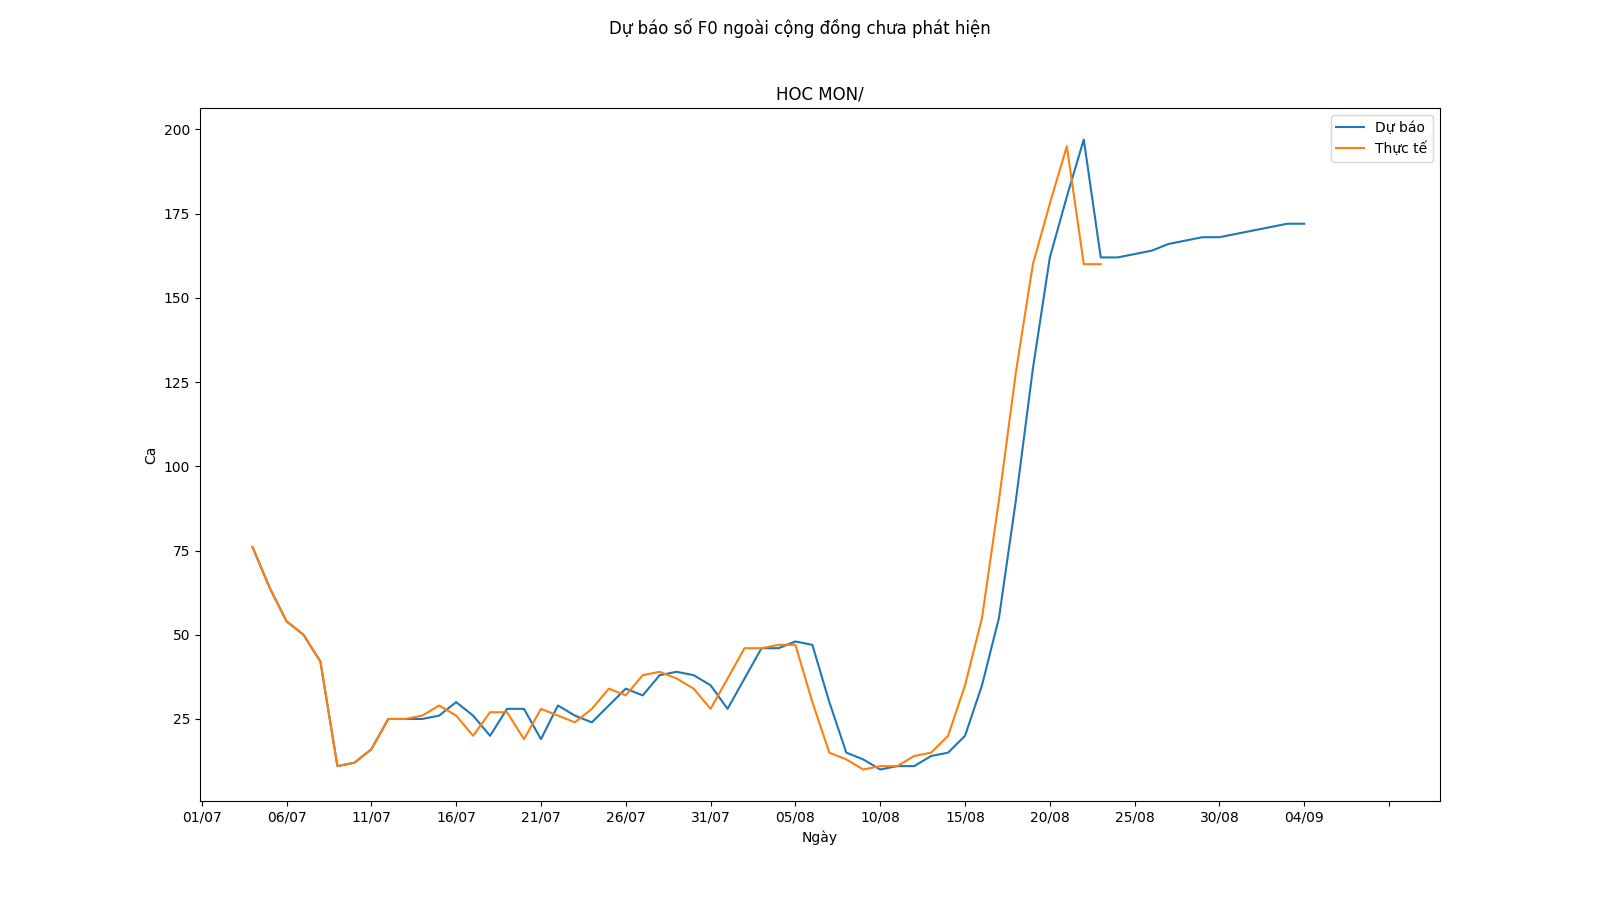 Dự báo số F0 ngoài cộng đồng chưa phát hiện
HOC MON/
Dự báo
Thực tế
200
175
150
125
100
75
50
25
Ca
01/07 06/07 11/07 16/07 21/07 26/07 31/07 05/08 10/08 15/08 20/08 25/08 30/08 04/09
Ngày